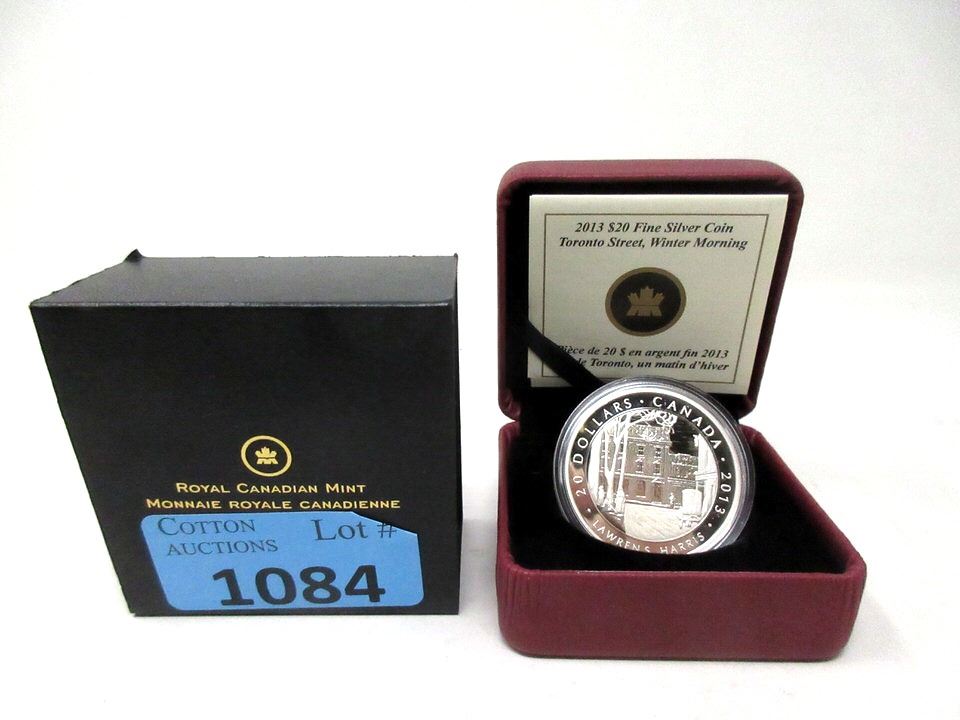 ROYAL CANADIAN MINT
MONNAIE ROYALE CANADIENNE
COTTON
AUCTIONS
Lot #
1084
2013 $20 Fine Silver Coin
Toronto Street, Winter Morning
Pièce de 20 $ en argent fin 2013
de Toronto, un matin d'hiver
20 DOLLARS • CANADA • 2013 •
LAWREN S. HARRIS